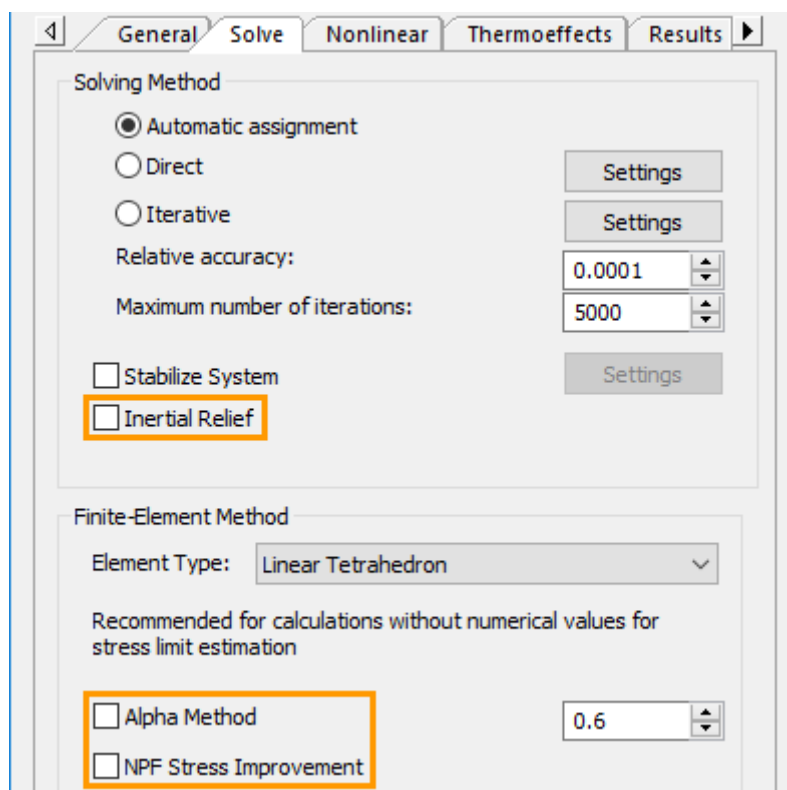 General Solve Nonlinear Thermoeffects Results
Solving Method
Automatic assignment
Direct Settings
Iterative Settings
Relative accuracy: 0.0001
Maximum number of iterations: 5000
Stabilize System Settings
Inertial Relief
Finite-Element Method
Element Type: Linear Tetrahedron
Recommended for calculations without numerical values for
stress limit estimation
Alpha Method 0.6
NPF Stress Improvement